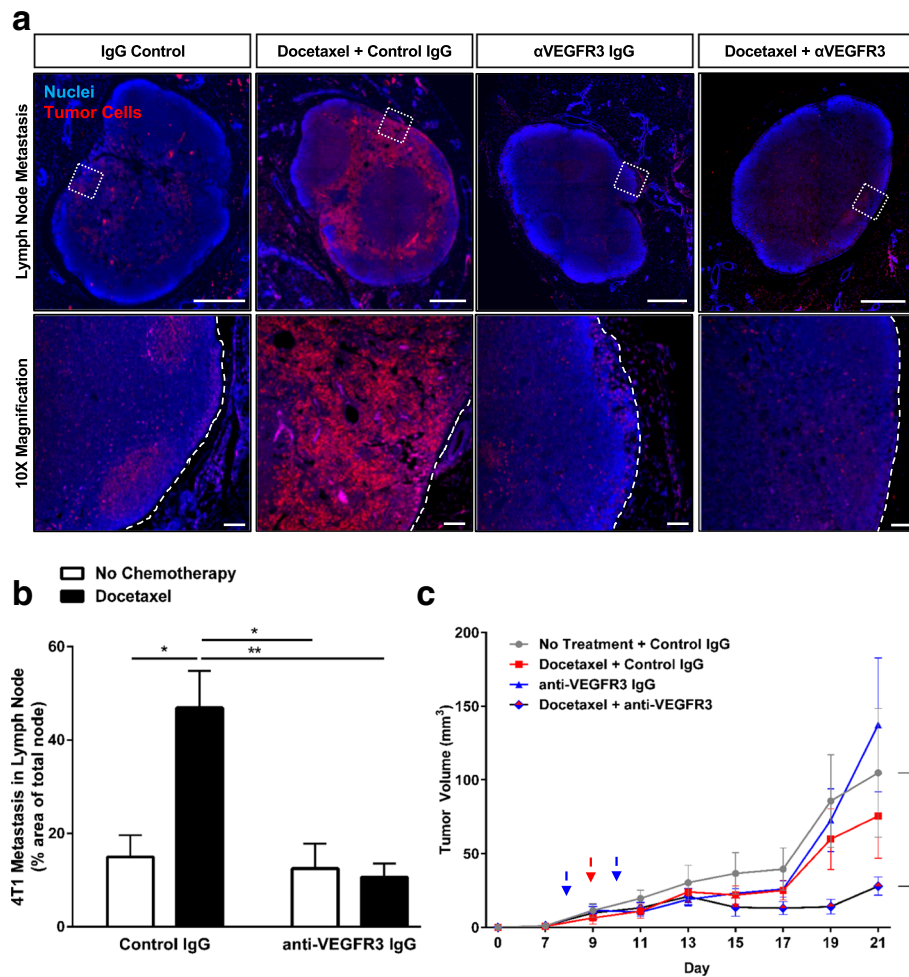 a
IgG Control
Docetaxel + Control IgG
αVEGFR3 IgG
Docetaxel + αVEGFR3
Lymph Node Metastasis
Nuclei
Tumor Cells
10X Magnification
b
No Chemotherapy
Docetaxel
4T1 Metastasis in Lymph Node
(% area of total node)
60
40
20
0
*
*
**
Control IgG
anti-VEGFR3 IgG
c
Tumor Volume (mm³)
200
150
100
50
0
No Treatment + Control IgG
Docetaxel + Control IgG
anti-VEGFR3 IgG
Docetaxel + anti-VEGFR3
0 7 9 11 13 15 17 19 21
Day